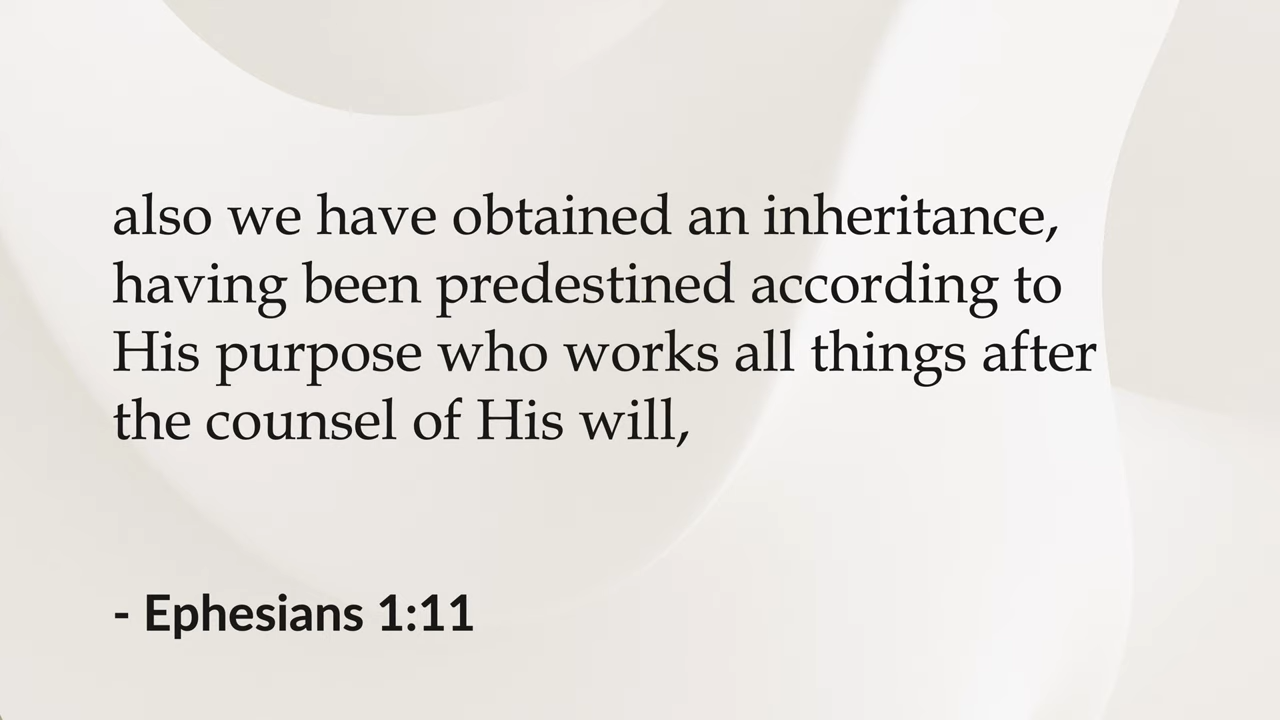 also we have obtained an inheritance,
having been predestined according to
His purpose who works all things after
the counsel of His will,
- Ephesians 1:11